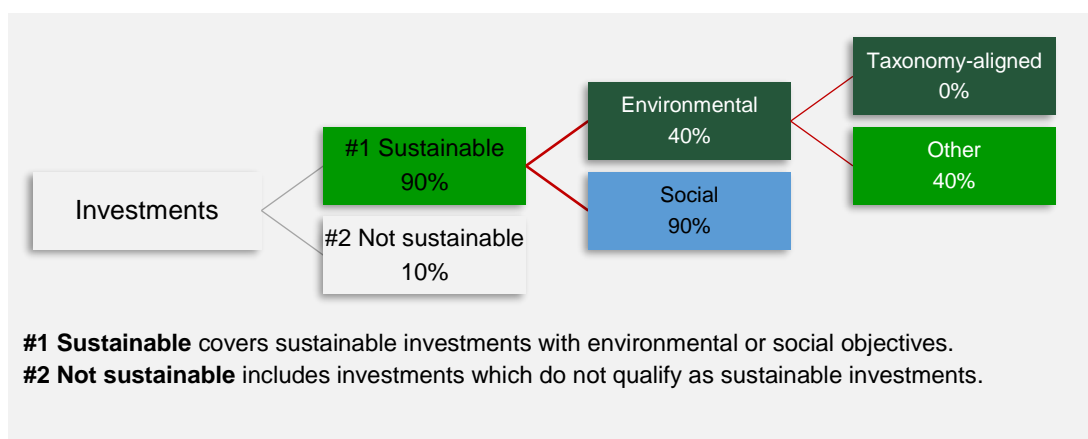 Taxonomy-aligned
0%
Environmental
40%
#1 Sustainable
90%
Other
40%
Investments
Social
90%
#2 Not sustainable
10%
#1 Sustainable covers sustainable investments with environmental or social objectives.
#2 Not sustainable includes investments which do not qualify as sustainable investments.